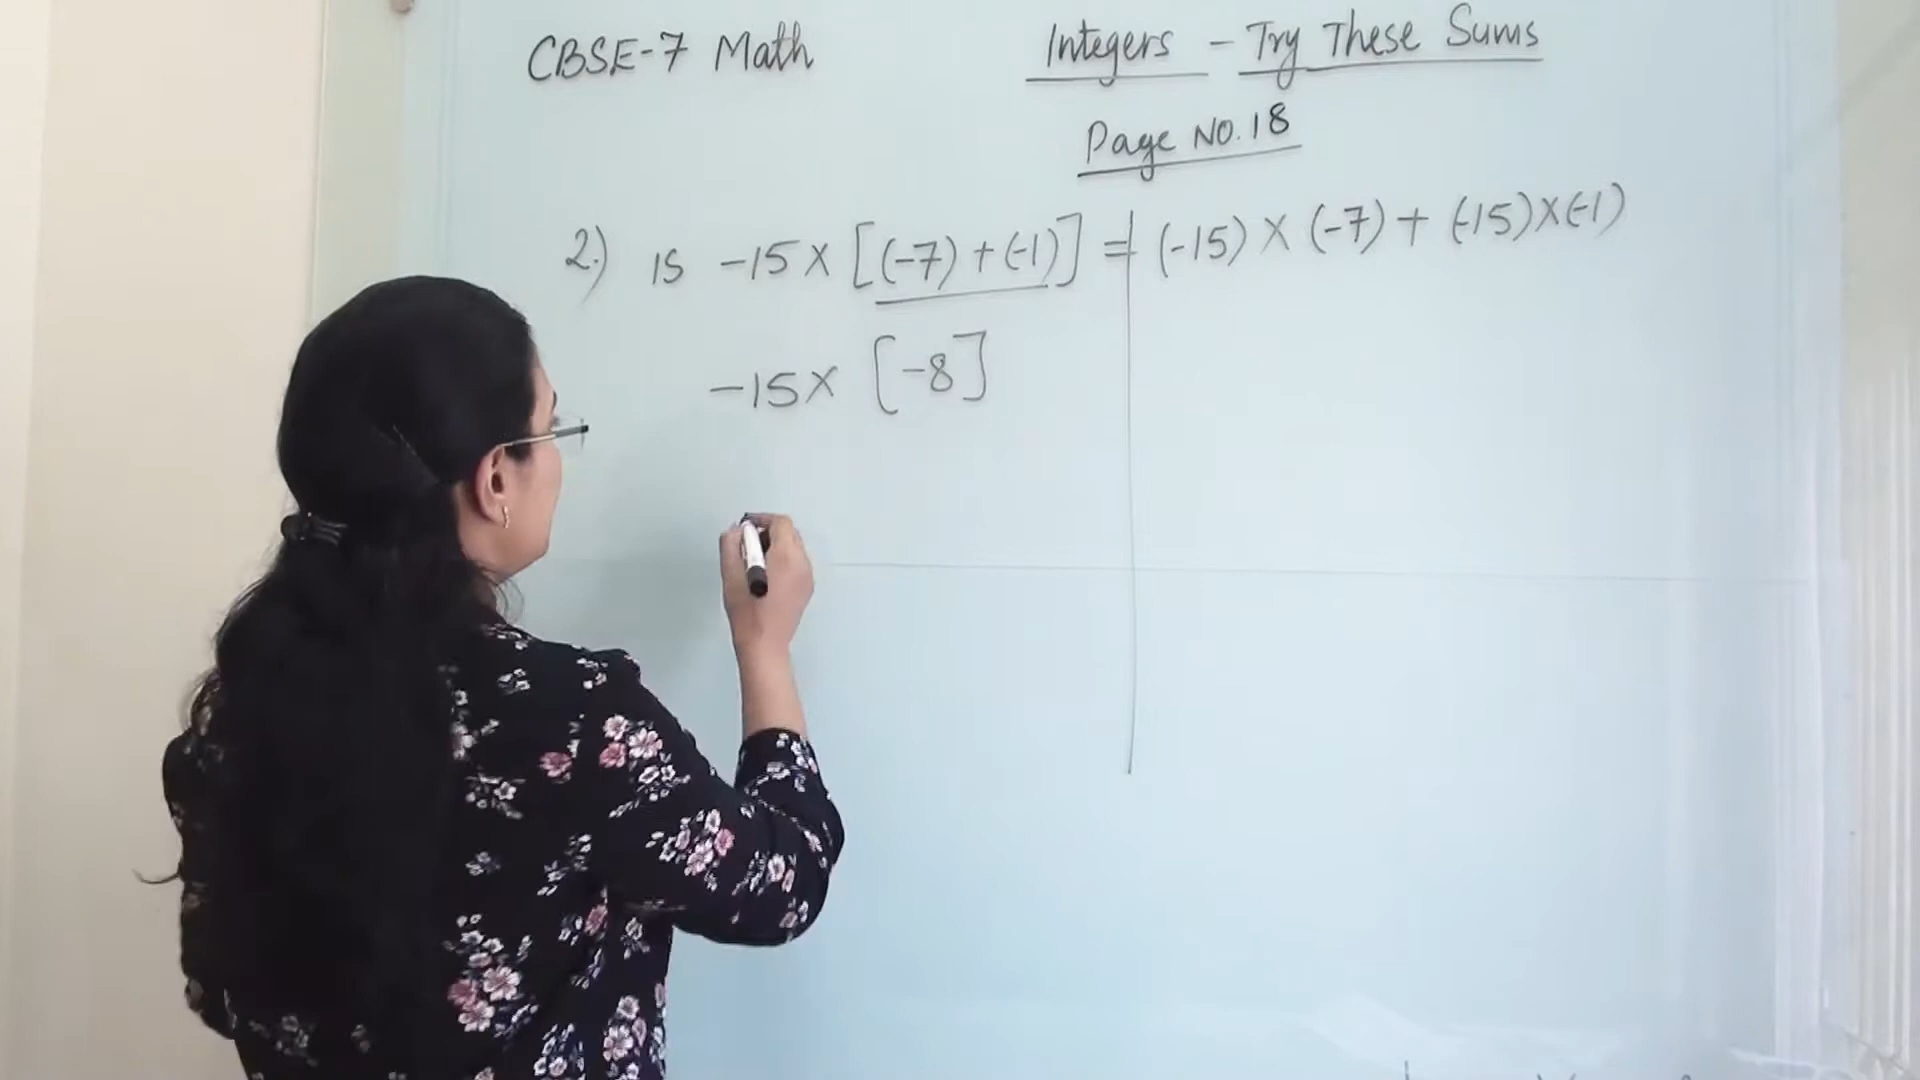 CBSE-7 Math
Integers - Try These Sums
Page No.18
2.) is -15 × [(-7) + (-1)] = (-15) × (-7) + (-15) × (-1)
-15 × [-8]